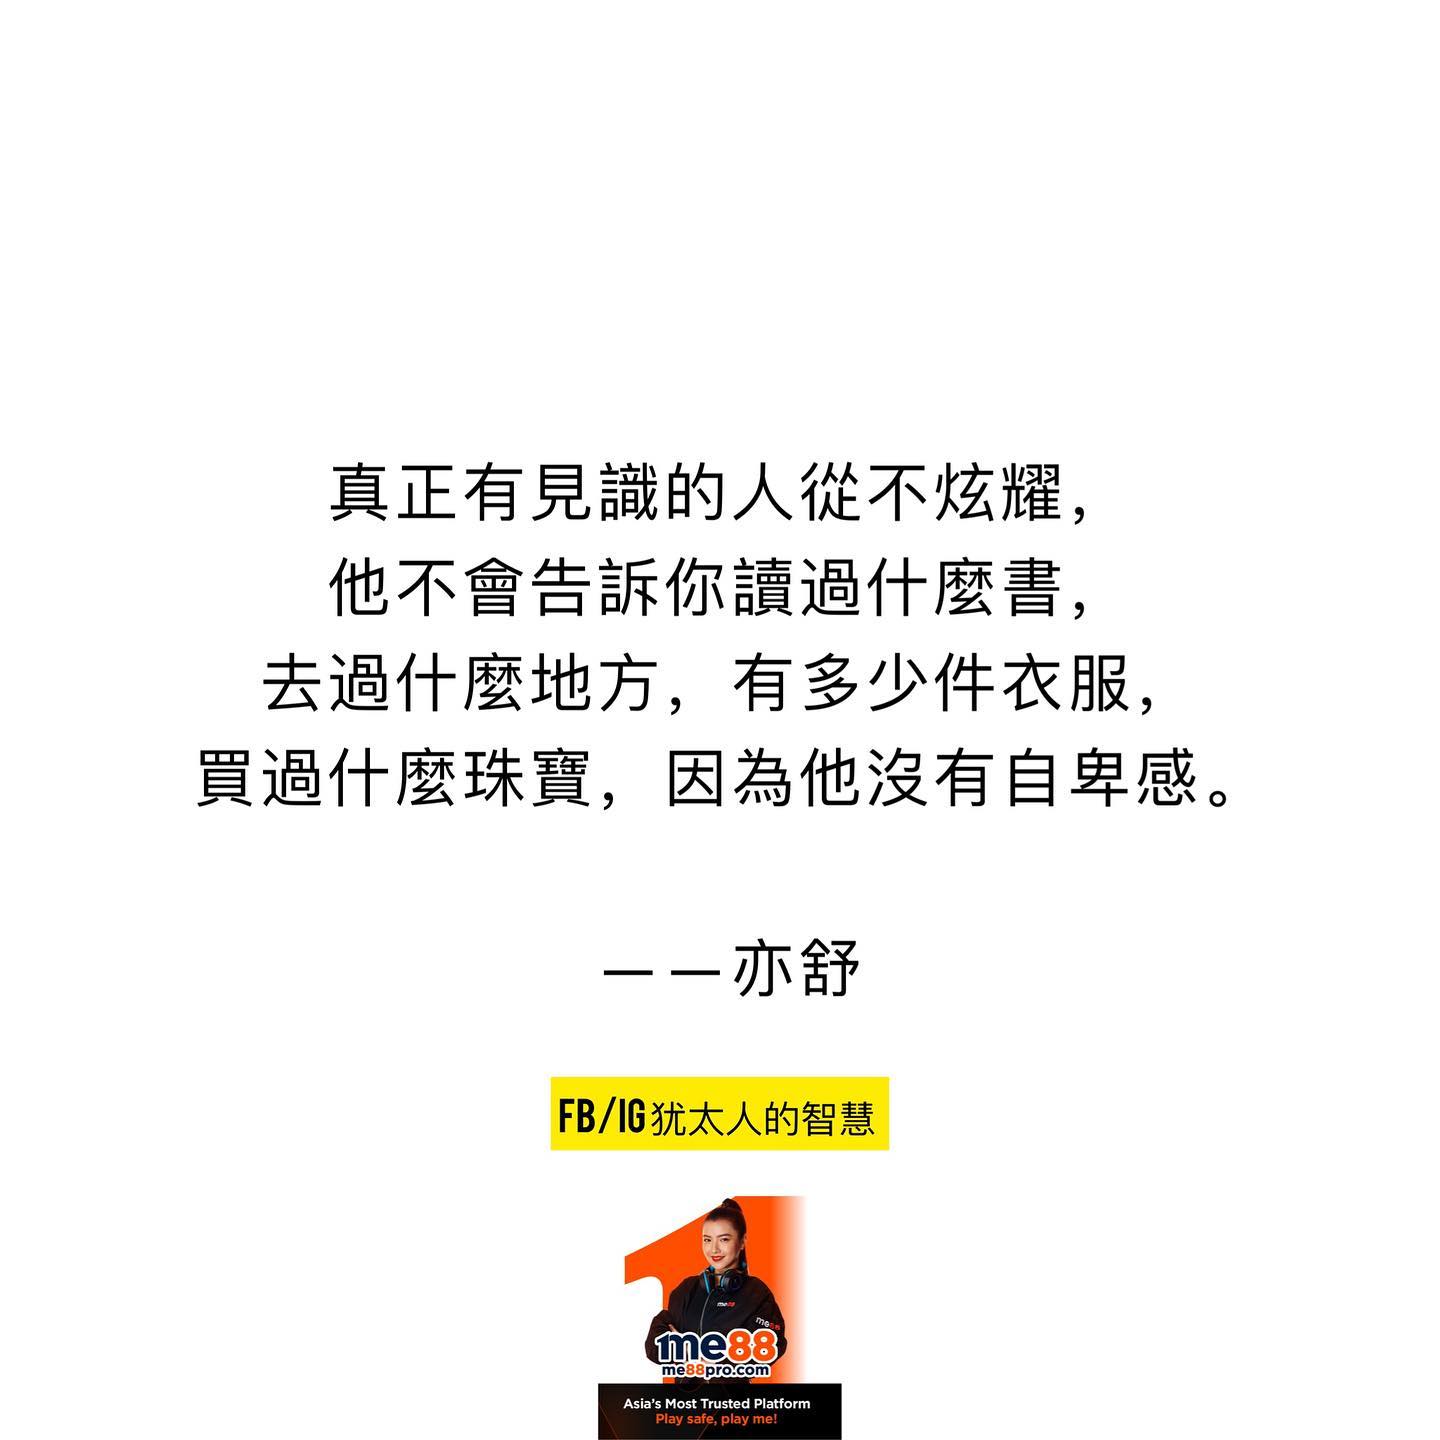 真正有見識的人從不炫耀，
他不會告訴你讀過什麼書，
去過什麼地方，有多少件衣服，
買過什麼珠寶，因為他沒有自卑感。
——亦舒
FB/IG犹太人的智慧
me88
me88
1me88
me88pro.com
Asia's Most Trusted Platform
Play safe, play me!